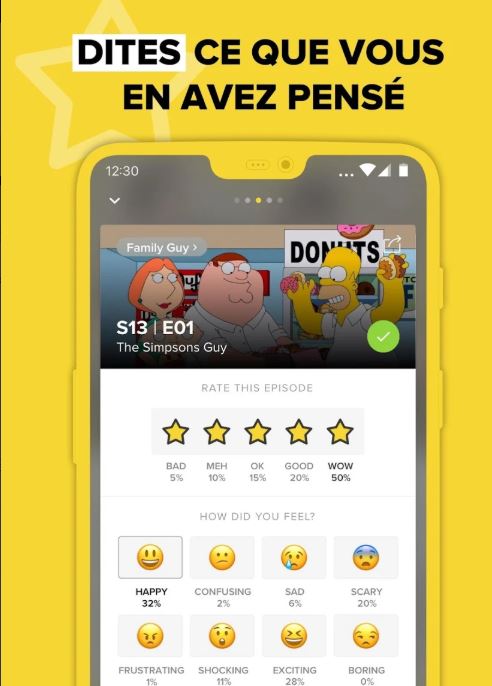 DITES CE QUE VOUS
EN AVEZ PENSÉ
12:30
Family Guy >
DONUTS
S13 | E01
The Simpsons Guy
RATE THIS EPISODE
BAD MEH OK GOOD WOW
5% 10% 15% 20% 50%
HOW DID YOU FEEL?
HAPPY CONFUSING SAD SCARY
32% 2% 6% 20%
FRUSTRATING SHOCKING EXCITING BORING
1% 11% 28% 0%